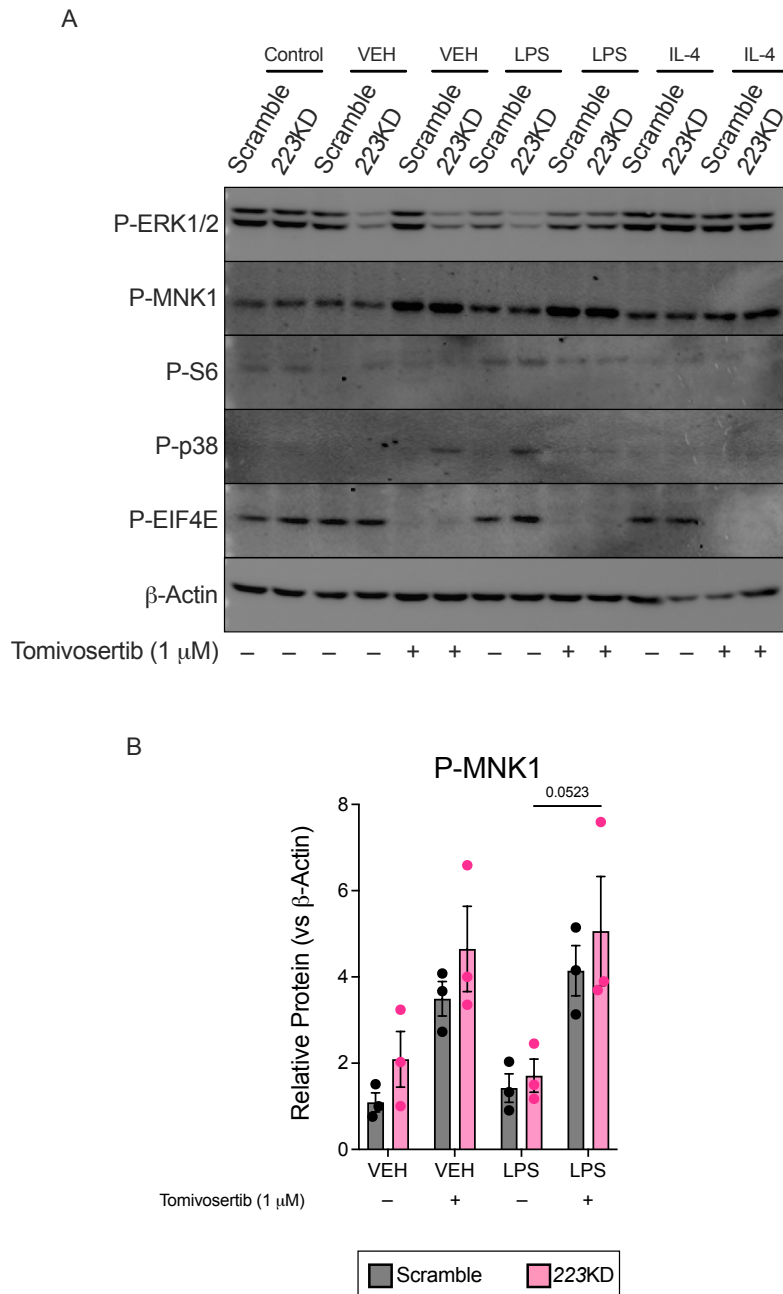 A
Control VEH VEH LPS LPS IL-4 IL-4
Scramble 223KD Scramble 223KD Scramble 223KD Scramble 223KD Scramble 223KD Scramble 223KD Scramble 223KD
P-ERK1/2
P-MNK1
P-S6
P-p38
P-EIF4E
β-Actin
Tomivosertib (1 μM) – – – – + + – – + + – – + +
B
P-MNK1
0.0523
8
6
4
2
0
Relative Protein (vs β-Actin)
VEH VEH LPS LPS
Tomivosertib (1 μM) – + – +
Scramble 223KD